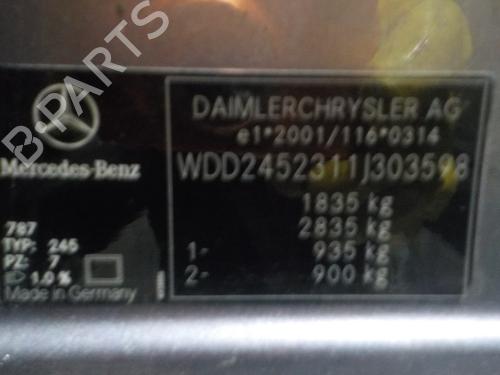 B-PARTS
DAIMLERCHRYSLER AG
e1*2001/116*0314
Mercedes-Benz
WDD2452311J303598
1835 kg
2835 kg
1- 935 kg
2- 900 kg
787
TYP: 245
PZ: 7
1.0 %
Made in Germany